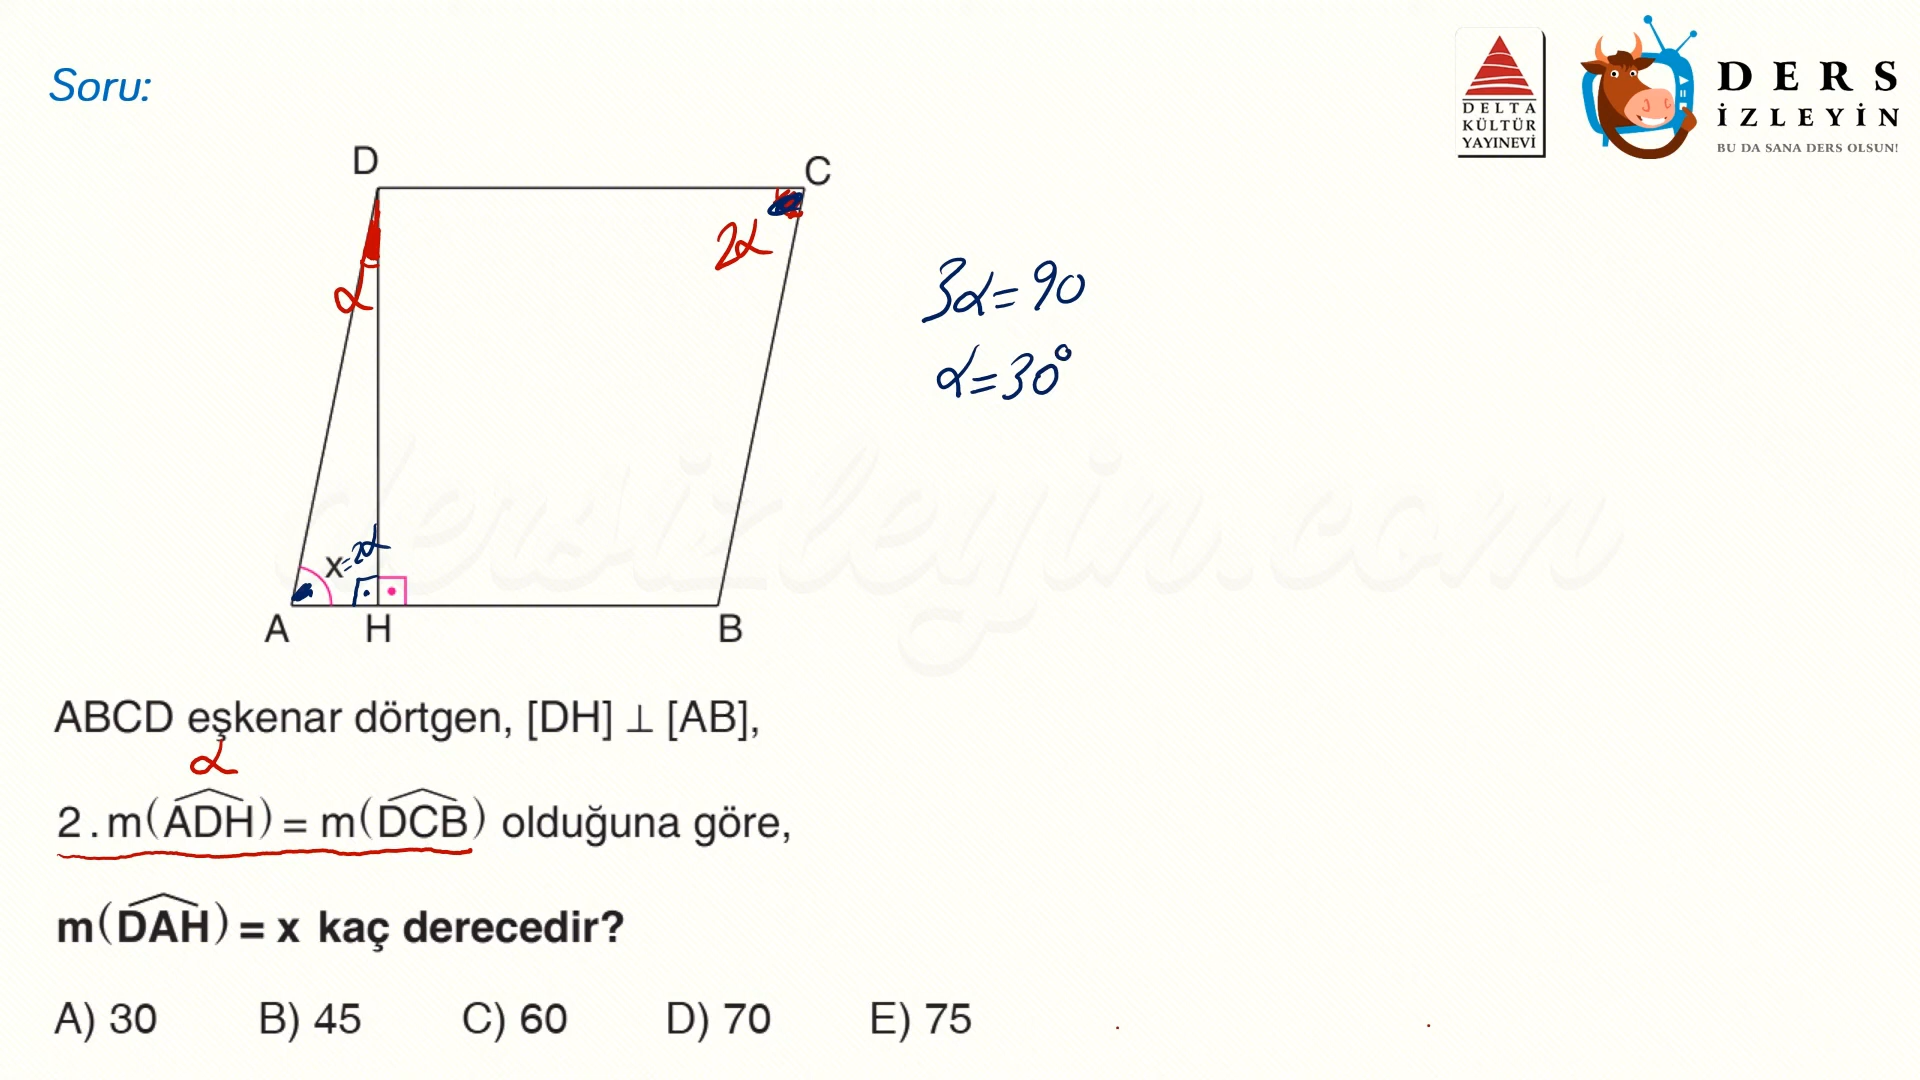 Soru:
DELTA
KÜLTÜR
YAYINEVİ
DERS
İZLEYİN
BU DA SANA DERS OLSUN!
D
C
2α
α
3α=90
α=30°
x=2α
A
H
B
dersizleyin.com
ABCD eşkenar dörtgen, [DH] ⊥ [AB],
α
2 . m(ADH) = m(DCB) olduğuna göre,
m(DAH) = x kaç derecedir?
A) 30 B) 45 C) 60 D) 70 E) 75